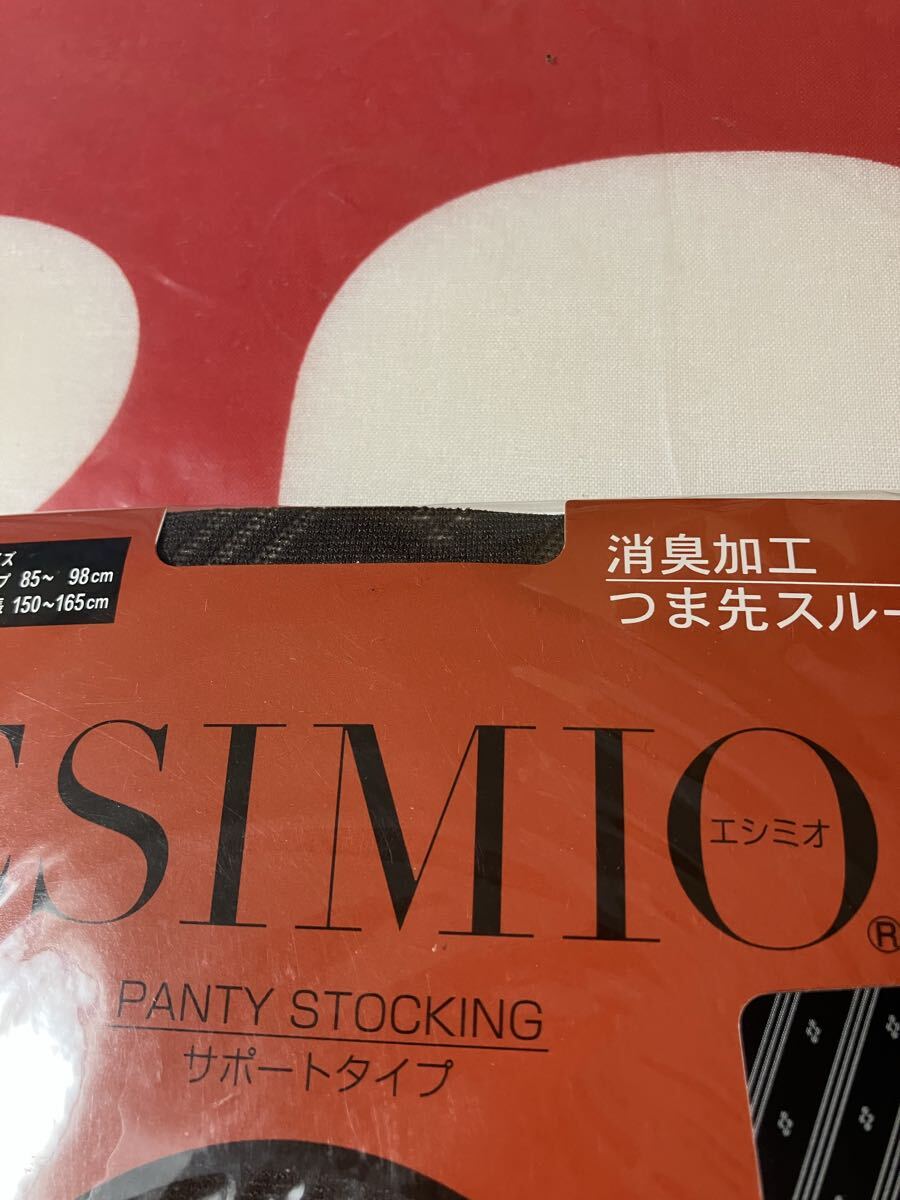 イズ
プ 85～ 98cm
長 150～165cm
消臭加工
つま先スルー
ESIMIO
エシミオ
®
PANTY STOCKING
サポートタイプ